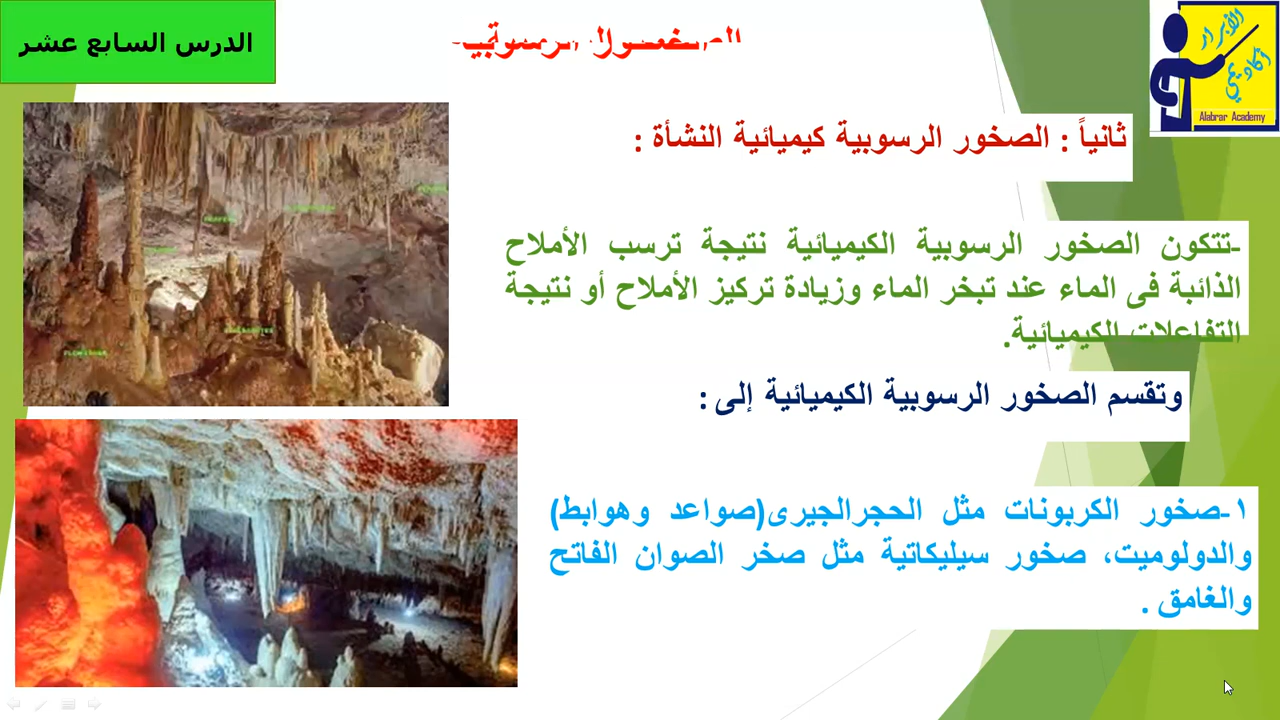 الدرس السابع عشر
الأبرار
أكاديمي
Alabrar Academy
ثانياً : الصخور الرسوبية كيميائية النشأة :
-تتكون الصخور الرسوبية الكيميائية نتيجة ترسب الأملاح
الذائبة فى الماء عند تبخر الماء وزيادة تركيز الأملاح أو نتيجة
التفاعلات الكيميائية.
وتقسم الصخور الرسوبية الكيميائية إلى :
١-صخور الكربونات مثل الحجرالجيرى(صواعد وهوابط)
والدولوميت، صخور سيليكاتية مثل صخر الصوان الفاتح
والغامق .